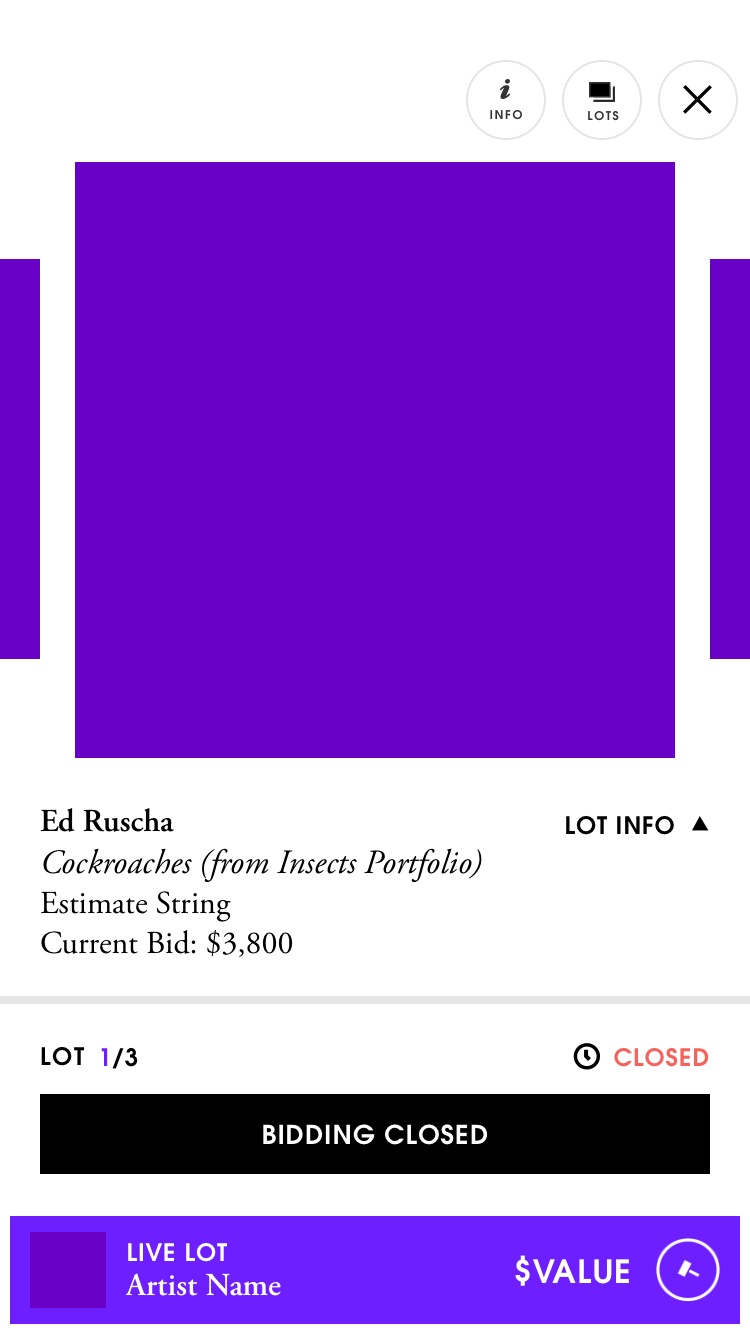 INFO
LOTS
Ed Ruscha
LOT INFO
Cockroaches (from Insects Portfolio)
Estimate String
Current Bid: $3,800
LOT 1/3
CLOSED
BIDDING CLOSED
LIVE LOT
Artist Name
$VALUE